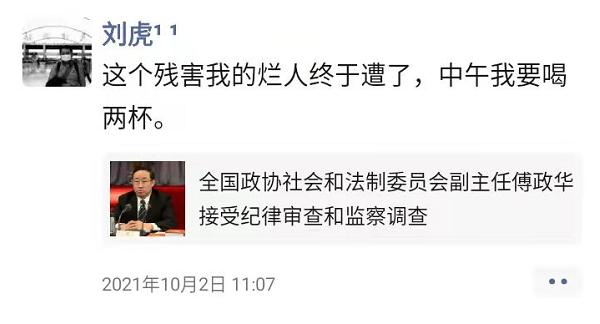 刘虎¹ ¹
这个残害我的烂人终于遭了，中午我要喝
两杯。
全国政协社会和法制委员会副主任傅政华
接受纪律审查和监察调查
2021年10月2日 11:07